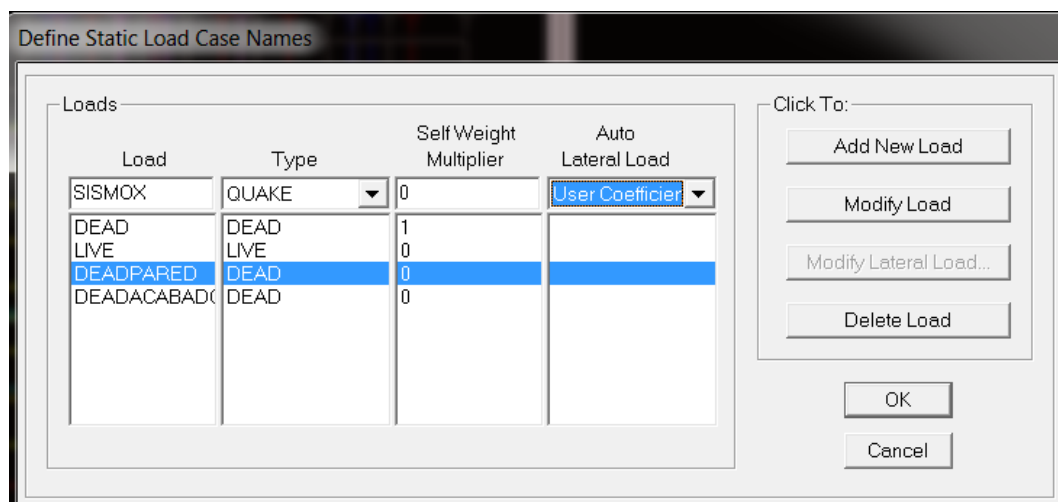 Define Static Load Case Names
Loads
Load Type Self Weight Multiplier Auto Lateral Load
SISMOX QUAKE 0 User Coefficier
DEAD DEAD 1
LIVE LIVE 0
DEADPARED DEAD 0
DEADACABADO DEAD 0
Click To:
Add New Load
Modify Load
Modify Lateral Load...
Delete Load
OK
Cancel